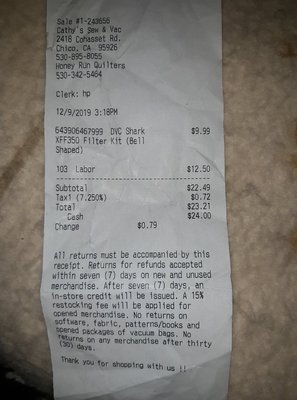 Sale #1-243656
Cathy's Sew & Vac
2418 Cohasset Rd.
Chico, CA 95926
530-895-8055
Honey Run Quilters
530-342-5464
Clerk: hp
12/9/2019 3:18PM
643906467999 DVC Shark $9.99
XFF350 Filter Kit (Bell
Shaped)
103 Labor $12.50
Subtotal $22.49
Tax1 (7.250%) $0.72
Total $23.21
Cash $24.00
Change $0.79
All returns must be accompanied by this
receipt. Returns for refunds accepted
within seven (7) days on new and unused
merchandise. After seven (7) days, an
in-store credit will be issued. A 15%
restocking fee will be applied for
opened merchandise. No returns on
software, fabric, patterns/books and
opened packages of vacuum bags. No
returns on any merchandise after thirty
(30) days.
Thank you for shopping with us !!